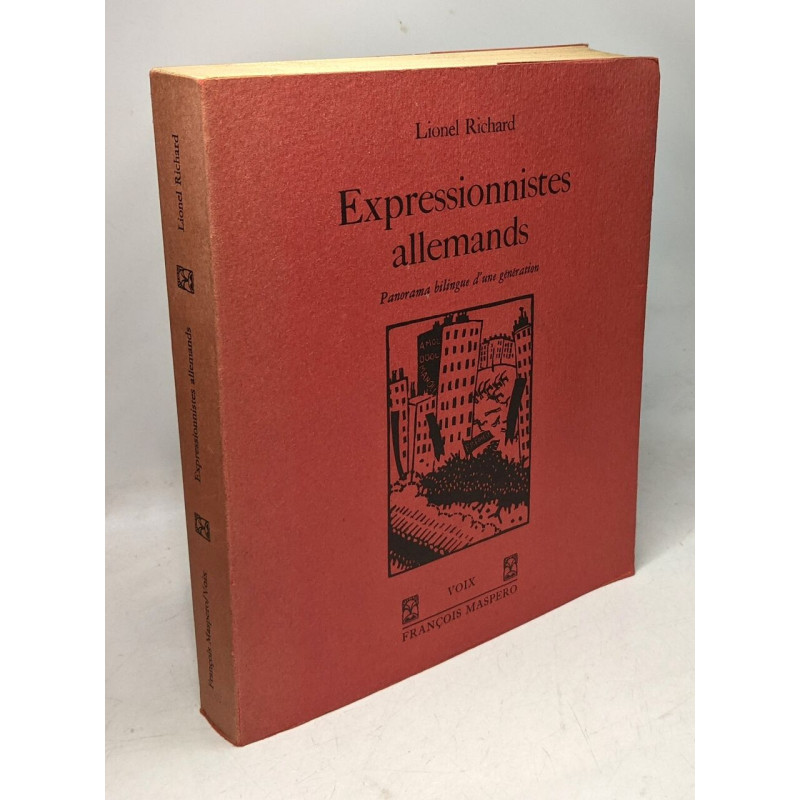 Lionel Richard
Expressionnistes
allemands
Panorama bilingue d'une génération
VOIX
FRANÇOIS MASPERO
Lionel Richard
Expressionnistes allemands
François Maspero/Voix